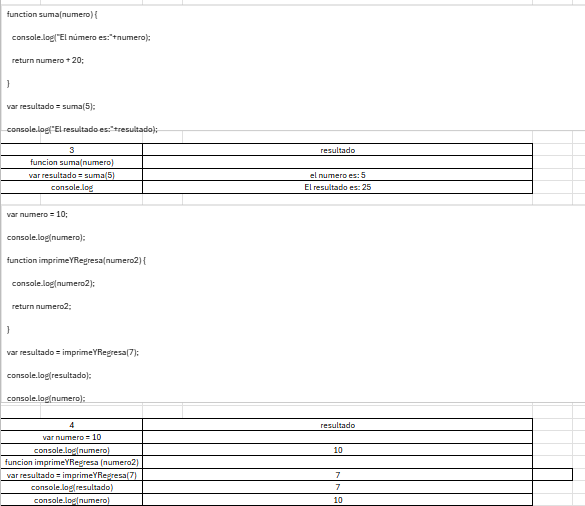 function suma(numero) {
console.log("El número es:"+numero);
return numero + 20;
}
var resultado = suma(5);
console.log("El resultado es:"+resultado);
3 resultado
funcion suma(numero)
var resultado = suma(5) el numero es: 5
console.log El resultado es: 25
var numero = 10;
console.log(numero);
function imprimeYRegresa(numero2) {
console.log(numero2);
return numero2;
}
var resultado = imprimeYRegresa(7);
console.log(resultado);
console.log(numero);
4 resultado
var numero = 10
console.log(numero) 10
funcion imprimeYRegresa (numero2)
var resultado = imprimeYRegresa(7) 7
console.log(resultado) 7
console.log(numero) 10